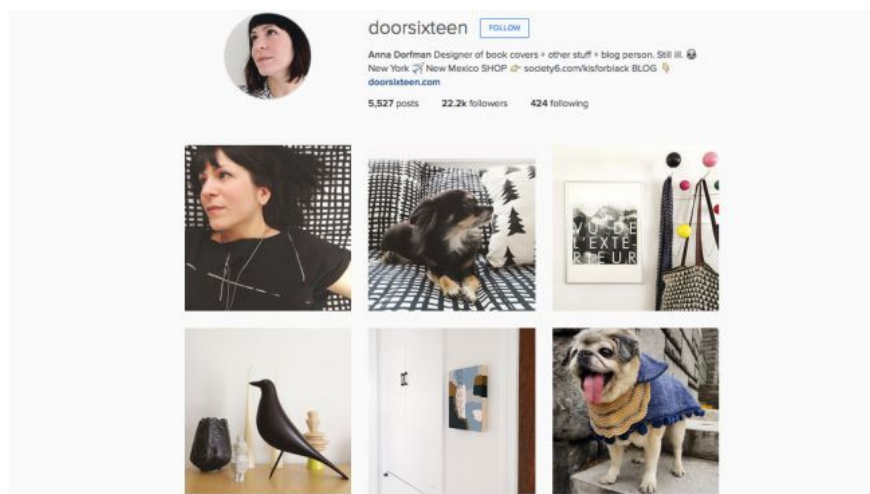 doorsixteen FOLLOW
Anna Dorfman Designer of book covers + other stuff + blog person. Still ill. 💀
New York ✈️ New Mexico SHOP 👉 society6.com/kisforblack BLOG 👇
doorsixteen.com
5,527 posts 22.2k followers 424 following
VU DE
L'EXTÉ-
RIEUR